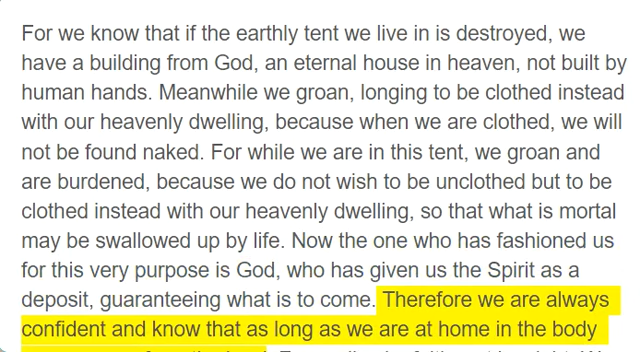 For we know that if the earthly tent we live in is destroyed, we
have a building from God, an eternal house in heaven, not built by
human hands. Meanwhile we groan, longing to be clothed instead
with our heavenly dwelling, because when we are clothed, we will
not be found naked. For while we are in this tent, we groan and
are burdened, because we do not wish to be unclothed but to be
clothed instead with our heavenly dwelling, so that what is mortal
may be swallowed up by life. Now the one who has fashioned us
for this very purpose is God, who has given us the Spirit as a
deposit, guaranteeing what is to come. Therefore we are always
confident and know that as long as we are at home in the body